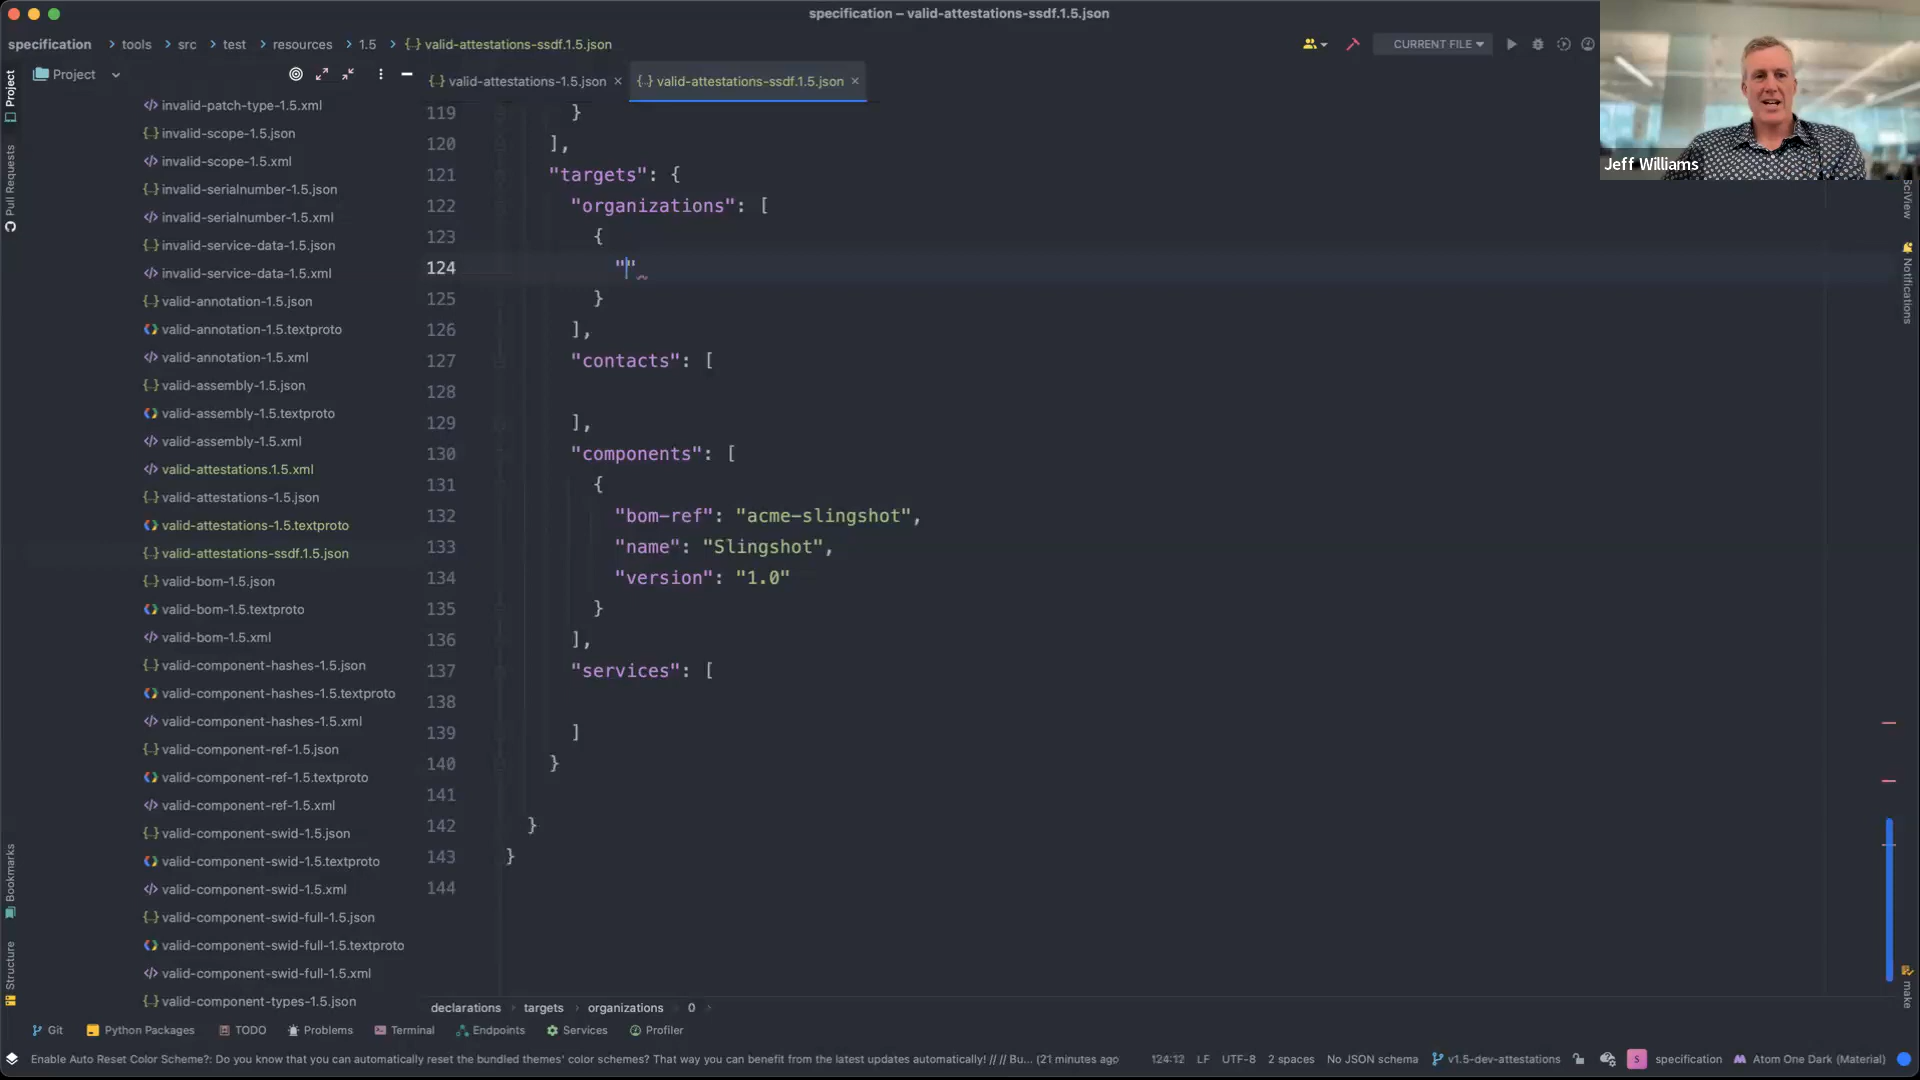 specification – valid-attestations-ssdf.1.5.json
specification > tools > src > test > resources > 1.5 > {} valid-attestations-ssdf.1.5.json
CURRENT FILE
Jeff Williams
Project
Pull Requests
Bookmarks
Structure
Project
invalid-patch-type-1.5.xml
invalid-scope-1.5.json
invalid-scope-1.5.xml
invalid-serialnumber-1.5.json
invalid-serialnumber-1.5.xml
invalid-service-data-1.5.json
invalid-service-data-1.5.xml
valid-annotation-1.5.json
valid-annotation-1.5.textproto
valid-annotation-1.5.xml
valid-assembly-1.5.json
valid-assembly-1.5.textproto
valid-assembly-1.5.xml
valid-attestations.1.5.xml
valid-attestations-1.5.json
valid-attestations-1.5.textproto
valid-attestations-ssdf.1.5.json
valid-bom-1.5.json
valid-bom-1.5.textproto
valid-bom-1.5.xml
valid-component-hashes-1.5.json
valid-component-hashes-1.5.textproto
valid-component-hashes-1.5.xml
valid-component-ref-1.5.json
valid-component-ref-1.5.textproto
valid-component-ref-1.5.xml
valid-component-swid-1.5.json
valid-component-swid-1.5.textproto
valid-component-swid-1.5.xml
valid-component-swid-full-1.5.json
valid-component-swid-full-1.5.textproto
valid-component-swid-full-1.5.xml
valid-component-types-1.5.json
valid-attestations-1.5.json × valid-attestations-ssdf.1.5.json ×
119 }
120 ],
121 "targets": {
122 "organizations": [
123 {
124 ""
125 }
126 ],
127 "contacts": [
128
129 ],
130 "components": [
131 {
132 "bom-ref": "acme-slingshot",
133 "name": "Slingshot",
134 "version": "1.0"
135 }
136 ],
137 "services": [
138
139 ]
140 }
141
142 }
143 }
144
SciView
Notifications
make
declarations > targets > organizations > 0 >
Git Python Packages TODO Problems Terminal Endpoints Services Profiler
Enable Auto Reset Color Scheme?: Do you know that you can automatically reset the bundled themes' color schemes? That way you can benefit from the latest updates automatically! // // Bu... (21 minutes ago 124:12 LF UTF-8 2 spaces No JSON schema v1.5-dev-attestations S specification Atom One Dark (Material)